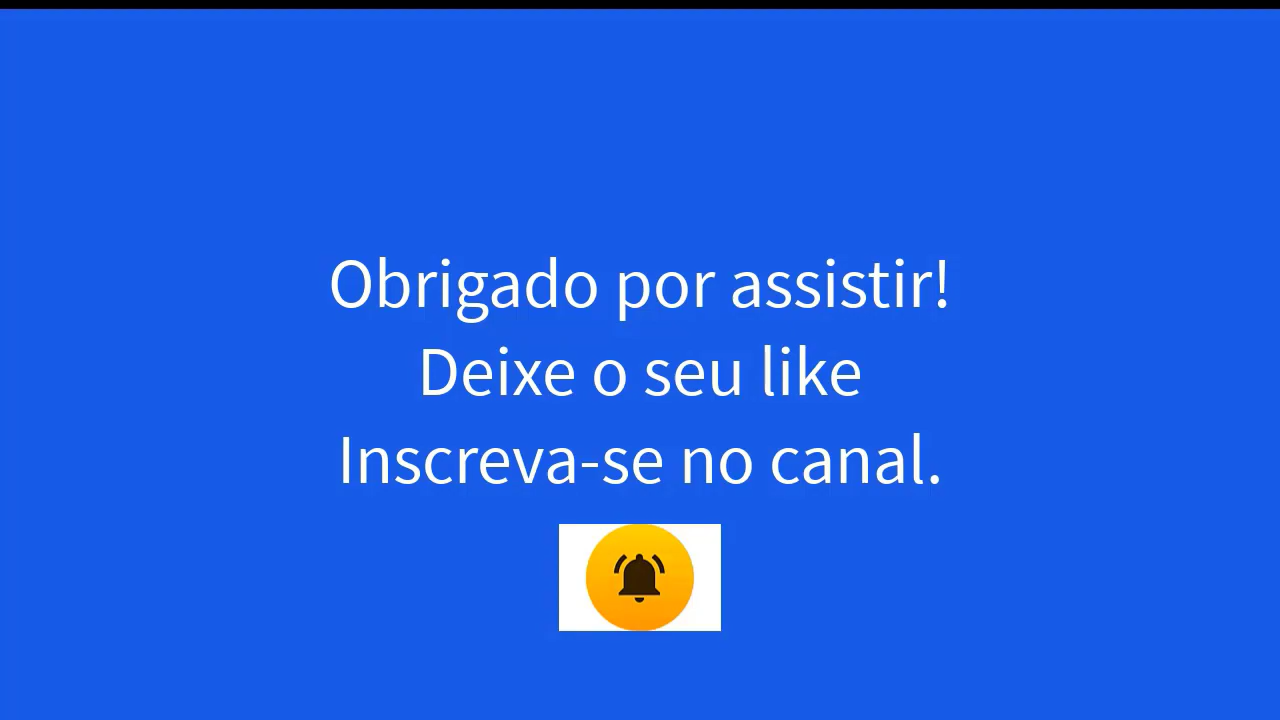 Obrigado por assistir!
Deixe o seu like
Inscreva-se no canal.